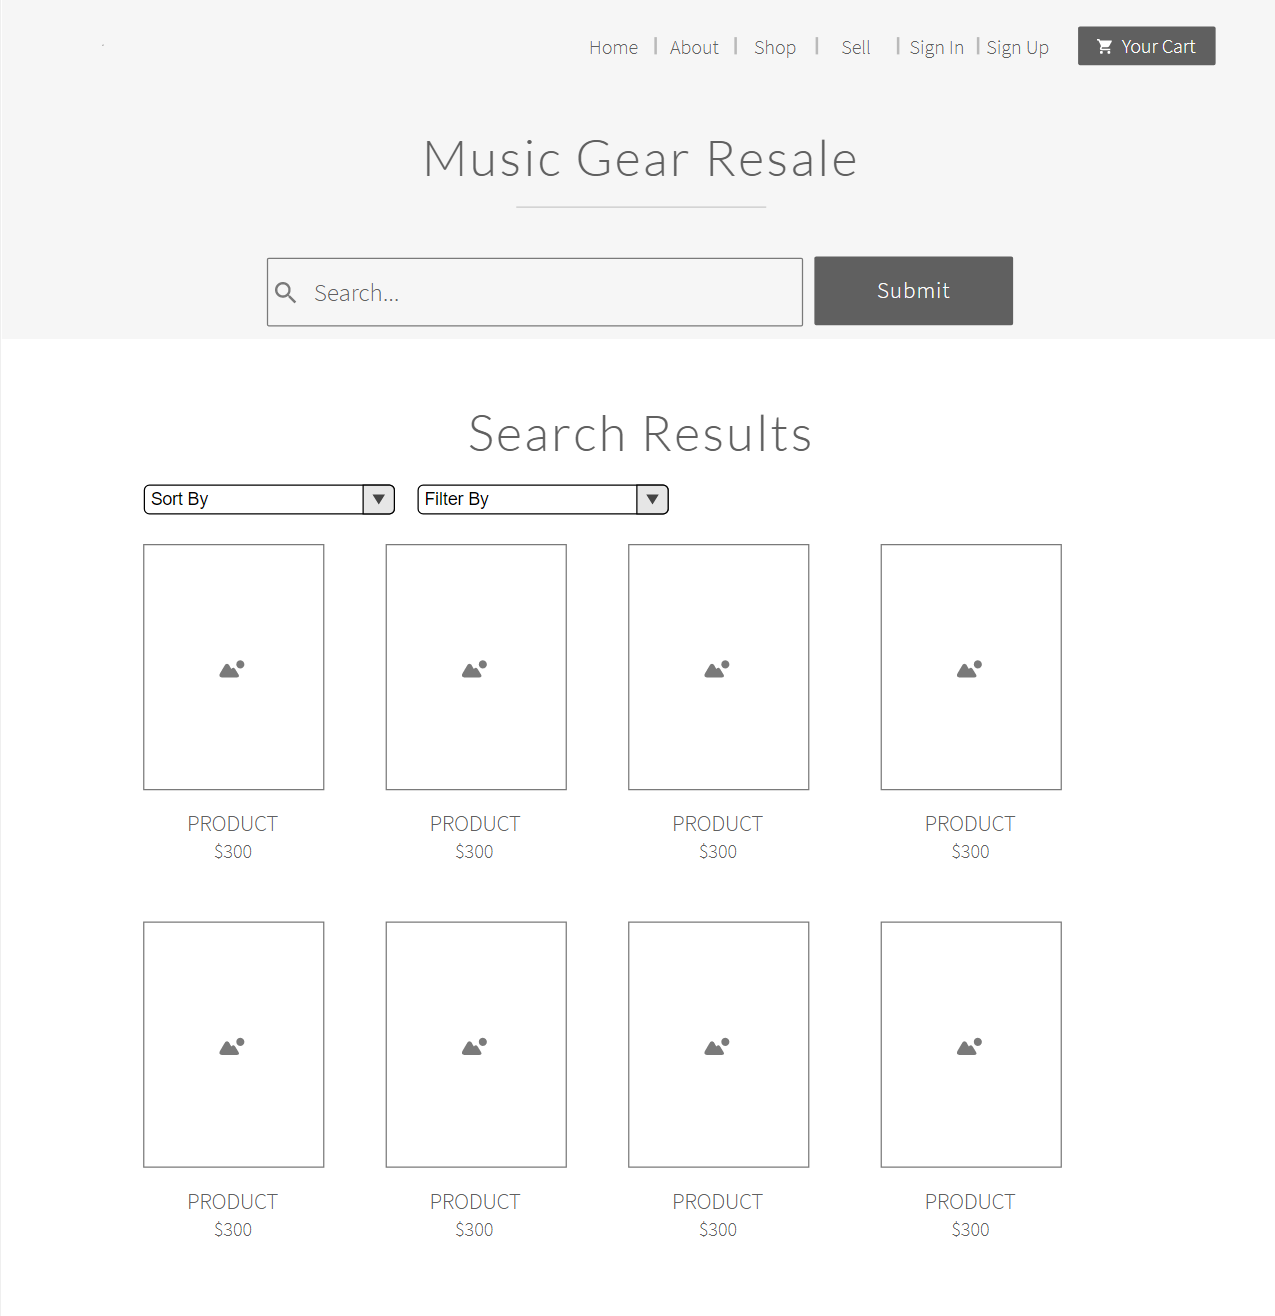 Home | About | Shop | Sell | Sign In | Sign Up Your Cart
Music Gear Resale
Search... Submit
Search Results
Sort By Filter By
PRODUCT PRODUCT PRODUCT PRODUCT
$300 $300 $300 $300
PRODUCT PRODUCT PRODUCT PRODUCT
$300 $300 $300 $300